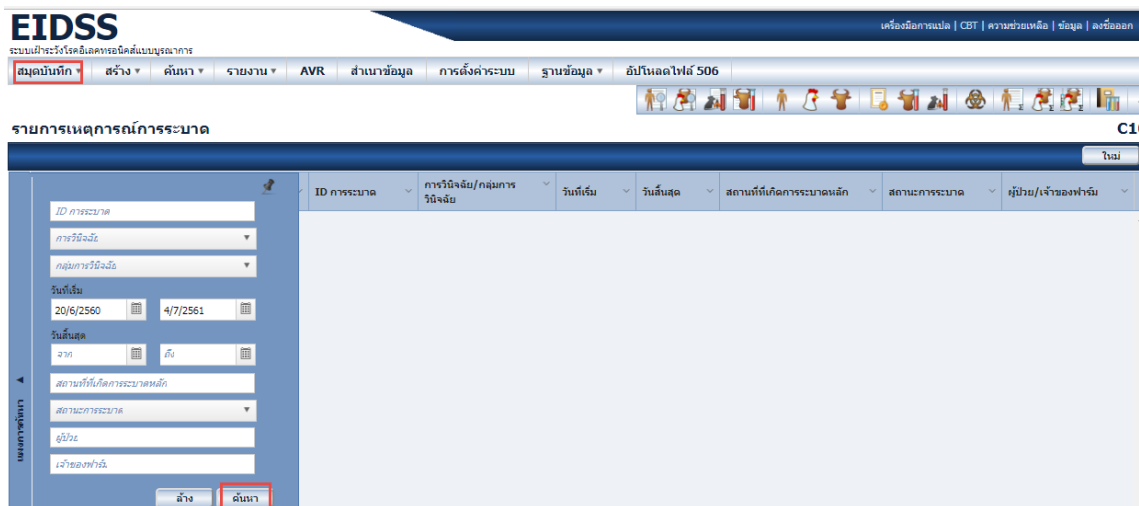 EIDSS
ระบบเฝ้าระวังโรคอิเลคทรอนิคส์แบบบูรณาการ
เครื่องมือการแปล | CBT | ความช่วยเหลือ | ข้อมูล | ลงชื่อออก
สมุดบันทึก สร้าง ค้นหา รายงาน AVR สำเนาข้อมูล การตั้งค่าระบบ ฐานข้อมูล อัปโหลดไฟล์ 506
รายการเหตุการณ์การระบาด
ใหม่
ID การระบาด การวินิจฉัย/กลุ่มการ วันที่เริ่ม วันสิ้นสุด สถานที่ที่เกิดการระบาดหลัก สถานะการระบาด ผู้ป่วย/เจ้าของฟาร์ม
วินิจฉัย
ID การระบาด
การวินิจฉัย
กลุ่มการวินิจฉัย
วันที่เริ่ม
20/6/2560 4/7/2561
วันสิ้นสุด
จาก ถึง
สถานที่ที่เกิดการระบาดหลัก
สถานะการระบาด
ผู้ป่วย
เจ้าของฟาร์ม
แผงการค้นหา
ล้าง ค้นหา